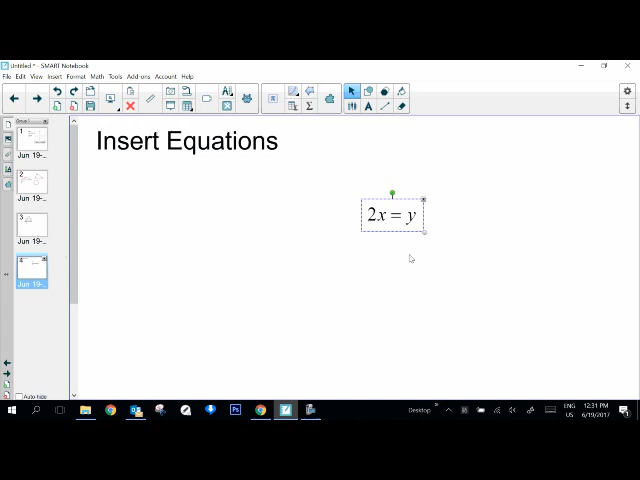 Untitled * - SMART Notebook
File Edit View Insert Format Math Tools Add-ons Account Help
Insert Equations
2x = y
1
Jun 19-...
2
Jun 19-...
3
Jun 19-...
4
Jun 19-...
Auto-hide
Desktop
ENG
US
12:31 PM
6/19/2017